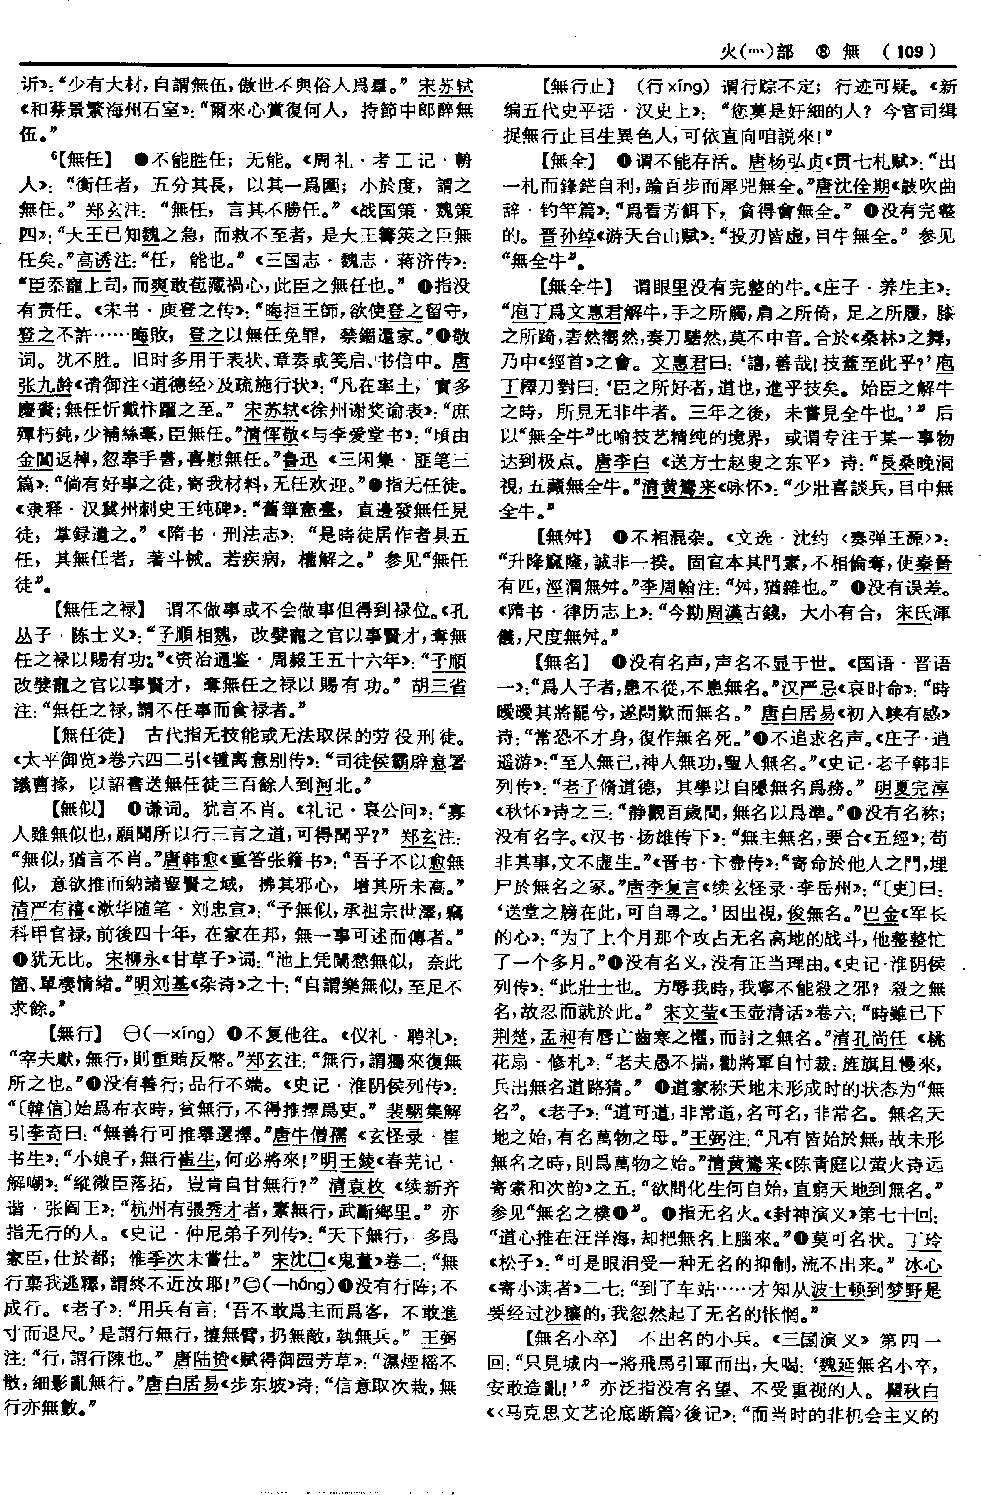 火(灬)部 ⑧ 無 (109)
訢》：“少有大材，自謂無伍，傲世不與俗人爲羣。” 宋苏轼
《和蔡景繁海州石室》：“爾來心賞復何人，持節中郎醉無
伍。”
6【無任】 ❶不能胜任；无能。《周礼·考工记·輈
人》：“衡任者，五分其長，以其一爲圍；小於度，謂之
無任。” 郑玄注：“無任，言其不勝任。”《战国策·魏策
四》：“大王已知魏之急，而救不至者，是大王籌筴之臣無
任矣。”高诱注：“任，能也。”《三国志·魏志·蒋济传》：
“臣忝寵上司，而爽敢苞藏禍心，此臣之無任也。” ❷指没
有责任。《宋书·庾登之传》：“晦拒王師，欲使登之留守，
登之不許……晦敗，登之以無任免罪，禁錮還家。”❸敬
词。犹不胜。旧时多用于表状、章奏或笺启、书信中。唐
张九龄《请御注〈道德经〉及疏施行状》：“凡在率土，實多
慶賚；無任忻戴忭躍之至。” 宋苏轼《徐州谢奖谕表》：“庶
殫朽鈍，少補絲毫，臣無任。”清恽敬《与李爱堂书》：“頃由
金閶返棹，忽奉手書，喜慰無任。”鲁迅《三闲集·匪笔三
篇》：“倘有好事之徒，寄我材料，无任欢迎。”❹指无任徒。
《隶释·汉冀州刺史王纯碑》：“舊章憲臺，直邊發無任見
徒，掌録遣之。”《隋书·刑法志》：“是時徒居作者具五
任，其無任者，著斗械。若疾病，權解之。” 参见“無任
徒”。
【無任之禄】 谓不做事或不会做事但得到禄位。《孔
丛子·陈士义》：“子順相魏，改嬖寵之官以事賢才，奪無
任之禄以賜有功。”《资治通鉴·周赧王五十六年》：“子順
改嬖寵之官以事賢才，奪無任之禄以賜有功。” 胡三省
注：“無任之禄，謂不任事而食禄者。”
【無任徒】 古代指无技能或无法取保的劳役刑徒。
《太平御览》卷六四二引《锺离意别传》：“司徒侯霸辟意署
議曹掾，以詔書送無任徒三百餘人到河北。”
【無似】 ❶谦词。犹言不肖。《礼记·哀公问》：“寡
人雖無似也，願聞所以行三言之道，可得聞乎？” 郑玄注：
“無似，猶言不肖。”唐韩愈《重答张籍书》：“吾子不以愈無
似，意欲推而納諸聖賢之域，拂其邪心，增其所未高。”
清严有禧《漱华随笔·刘忠宣》：“予無似，承祖宗世澤，竊
科甲官禄，前後四十年，在家在邦，無一事可述而傳者。”
❷犹无比。宋柳永《甘草子》词：“池上凭闌愁無似，奈此
箇、單棲情緒。”明刘基《杂诗》之十：“自謂樂無似，至足不
求餘。”
【無行】 ㊀(—xíng) ❶不复他往。《仪礼·聘礼》：
“宰夫獻，無行，則重賄反幣。”郑玄注：“無行，謂獨來復無
所之也。”❷没有善行；品行不端。《史记·淮阴侯列传》：
“〔韓信〕始爲布衣時，貧無行，不得推擇爲吏。” 裴駰集解
引李奇曰：“無善行可推舉選擇。”唐牛僧孺《玄怪录·崔
书生》：“小娘子，無行崔生，何必將來！”明王錂《春芜记·
解嘲》：“縱微臣落拓，豈肯自甘無行？” 清袁枚《续新齐
谐·张阎王》：“杭州有張秀才者，素無行，武斷鄉里。” 亦
指无行的人。《史记·仲尼弟子列传》：“天下無行，多爲
家臣，仕於都；惟季次未嘗仕。” 宋沈囗《鬼董》卷二：“無
行棄我逃穜，謂終不近汝耶！”㊁(—háng)❶没有行阵；不
成行。《老子》：“用兵有言：‘吾不敢爲主而爲客，不敢進
寸而退尺。’是謂行無行，攘無臂，扔無敵，執無兵。” 王弼
注：“行，謂行陳也。” 唐陆贽《赋得御园芳草》：“濕煙摇不
散，細影亂無行。”唐白居易《步东坡》诗：“信意取次栽，無
行亦無數。”
【無行止】 (行xíng) 谓行踪不定；行迹可疑。《新
编五代史平话·汉史上》：“您莫是奸細的人？今官司缉
捉無行止目生異色人，可依直向咱説來！”
【無全】 ❶谓不能存活。唐杨弘贞《贯七札赋》：“出
一札而鋒鋩自利，踰百步而犀兕無全。”唐沈佺期《鼓吹曲
辞·钓竿篇》：“爲看芳餌下，貪得會無全。” ❷没有完整
的。晋孙绰《游天台山赋》：“投刃皆虚，目牛無全。” 参见
“無全牛”。
【無全牛】 谓眼里没有完整的牛。《庄子·养生主》：
“庖丁爲文惠君解牛，手之所觸，肩之所倚，足之所履，膝
之所踦，砉然嚮然，奏刀騞然，莫不中音。合於《桑林》之舞，
乃中《經首》之會。文惠君曰：‘譆，善哉！技蓋至此乎？’庖
丁釋刀對曰：‘臣之所好者，道也，進乎技矣。始臣之解牛
之時，所見无非牛者。三年之後，未嘗見全牛也。’” 后
以“無全牛”比喻技艺精纯的境界，或谓专注于某一事物
达到极点。唐李白《送方士赵叟之东平》诗：“長桑晚洞
視，五藏無全牛。”清黄鷟来《咏怀》：“少壯喜談兵，目中無
全牛。”
【無舛】 ❶不相混杂。《文选·沈约〈奏弹王源〉》：
“升降窳隆，誠非一揆。固宜本其門素，不相倫奪，使秦晉
有匹，涇渭無舛。”李周翰注：“舛，猶雜也。” ❷没有误差。
《隋书·律历志上》：“今勘周漢古錢，大小有合，宋氏渾
儀，尺度無舛。”
【無名】 ❶没有名声，声名不显于世。《国语·晋语
一》：“爲人子者，患不從，不患無名。”汉严忌《哀时命》：“時
曖曖其將罷兮，遂悶歎而無名。” 唐白居易《初入峡有感》
诗：“常恐不才身，復作無名死。”❷不追求名声。《庄子·逍
遥游》：“至人無己，神人無功，聖人無名。”《史记·老子韩非
列传》：“老子脩道德，其學以自隱無名爲務。” 明夏完淳
《秋怀》诗之三：“静觀百歲間，無名以爲準。”❸没有名称；
没有名字。《汉书·扬雄传下》：“無主無名，要合《五經》；苟
非其事，文不虚生。”《晋书·卞壸传》：“寄命於他人之門，埋
尸於無名之冢。”唐李复言《续玄怪录·李岳州》：“〔吏〕曰：
‘送堂之牓在此，可自尋之。’因出視，俊無名。”巴金《军长
的心》：“为了上个月那个攻占无名高地的战斗，他整整忙
了一个多月。”❹没有名义，没有正当理由。《史记·淮阴侯
列传》：“此壯士也。方辱我時，我寧不能殺之邪？殺之無
名，故忍而就於此。” 宋文莹《玉壶清话》卷六：“時雖已下
荆楚，孟昶有唇亡齒寒之懼，而討之無名。”清孔尚任《桃
花扇·修札》：“老夫愚不揣，勸將軍自忖裁；旌旗且慢來，
兵出無名道路猜。” ❺道家称天地未形成时的状态为“無
名”。《老子》：“道可道，非常道，名可名，非常名。無名天
地之始，有名萬物之母。”王弼注：“凡有皆始於無，故未形
無名之時，則爲萬物之始。”清黄鷟来《陈青庭以萤火诗远
寄索和次韵》之五：“欲問化生何自始，直窮天地到無名。”
参见“無名之樸❶”。 ❻指无名火。《封神演义》第七十回：
“道心推在汪洋海，却把無名上腦來。”❼莫可名状。丁玲
《松子》：“可是眼泪受一种无名的抑制，流不出来。” 冰心
《寄小读者》二七：“到了车站……才知从波士顿到梦野是
要经过沙穰的，我忽然起了无名的怅惘。”
【無名小卒】 不出名的小兵。《三国演义》第四一
回：“只見城内一將飛馬引軍而出，大喝：‘魏延無名小卒，
安敢造亂！’” 亦泛指没有名望、不受重视的人。瞿秋白
《〈马克思文艺论底断篇〉後记》：“而当时的非机会主义的